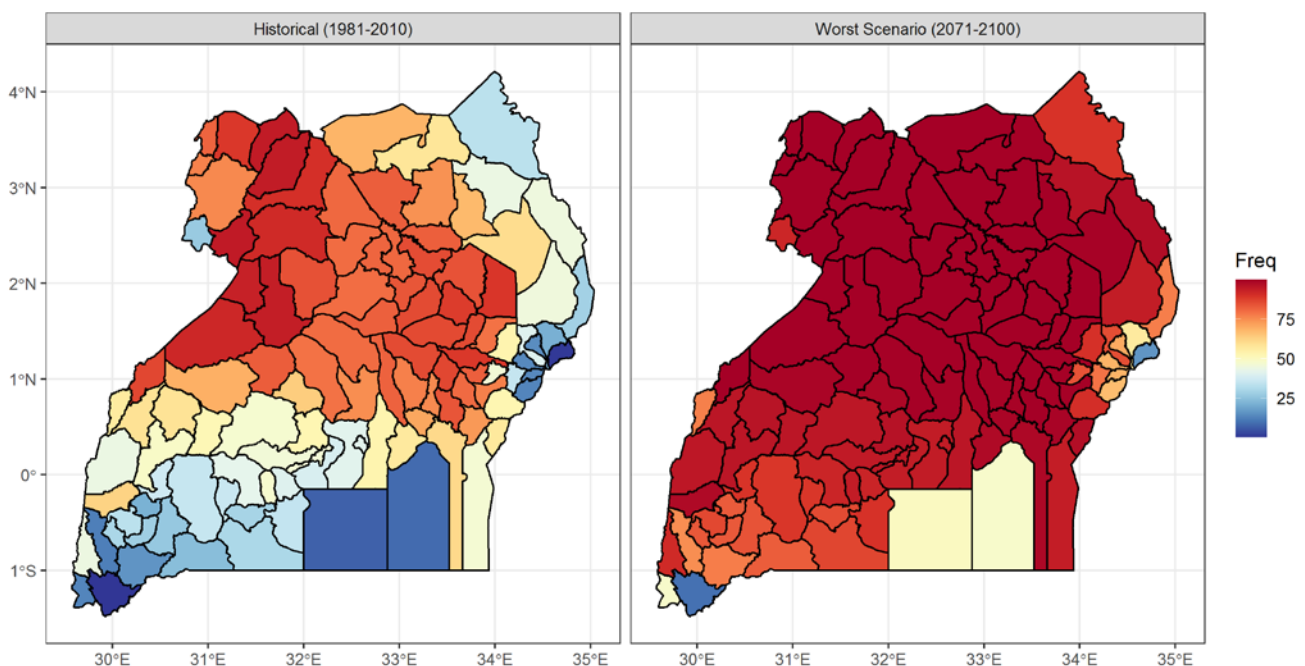 Historical (1981-2010)
Worst Scenario (2071-2100)
4°N
3°N
2°N
1°N
0°
1°S
30°E
31°E
32°E
33°E
34°E
35°E
30°E
31°E
32°E
33°E
34°E
35°E
Freq
75
50
25